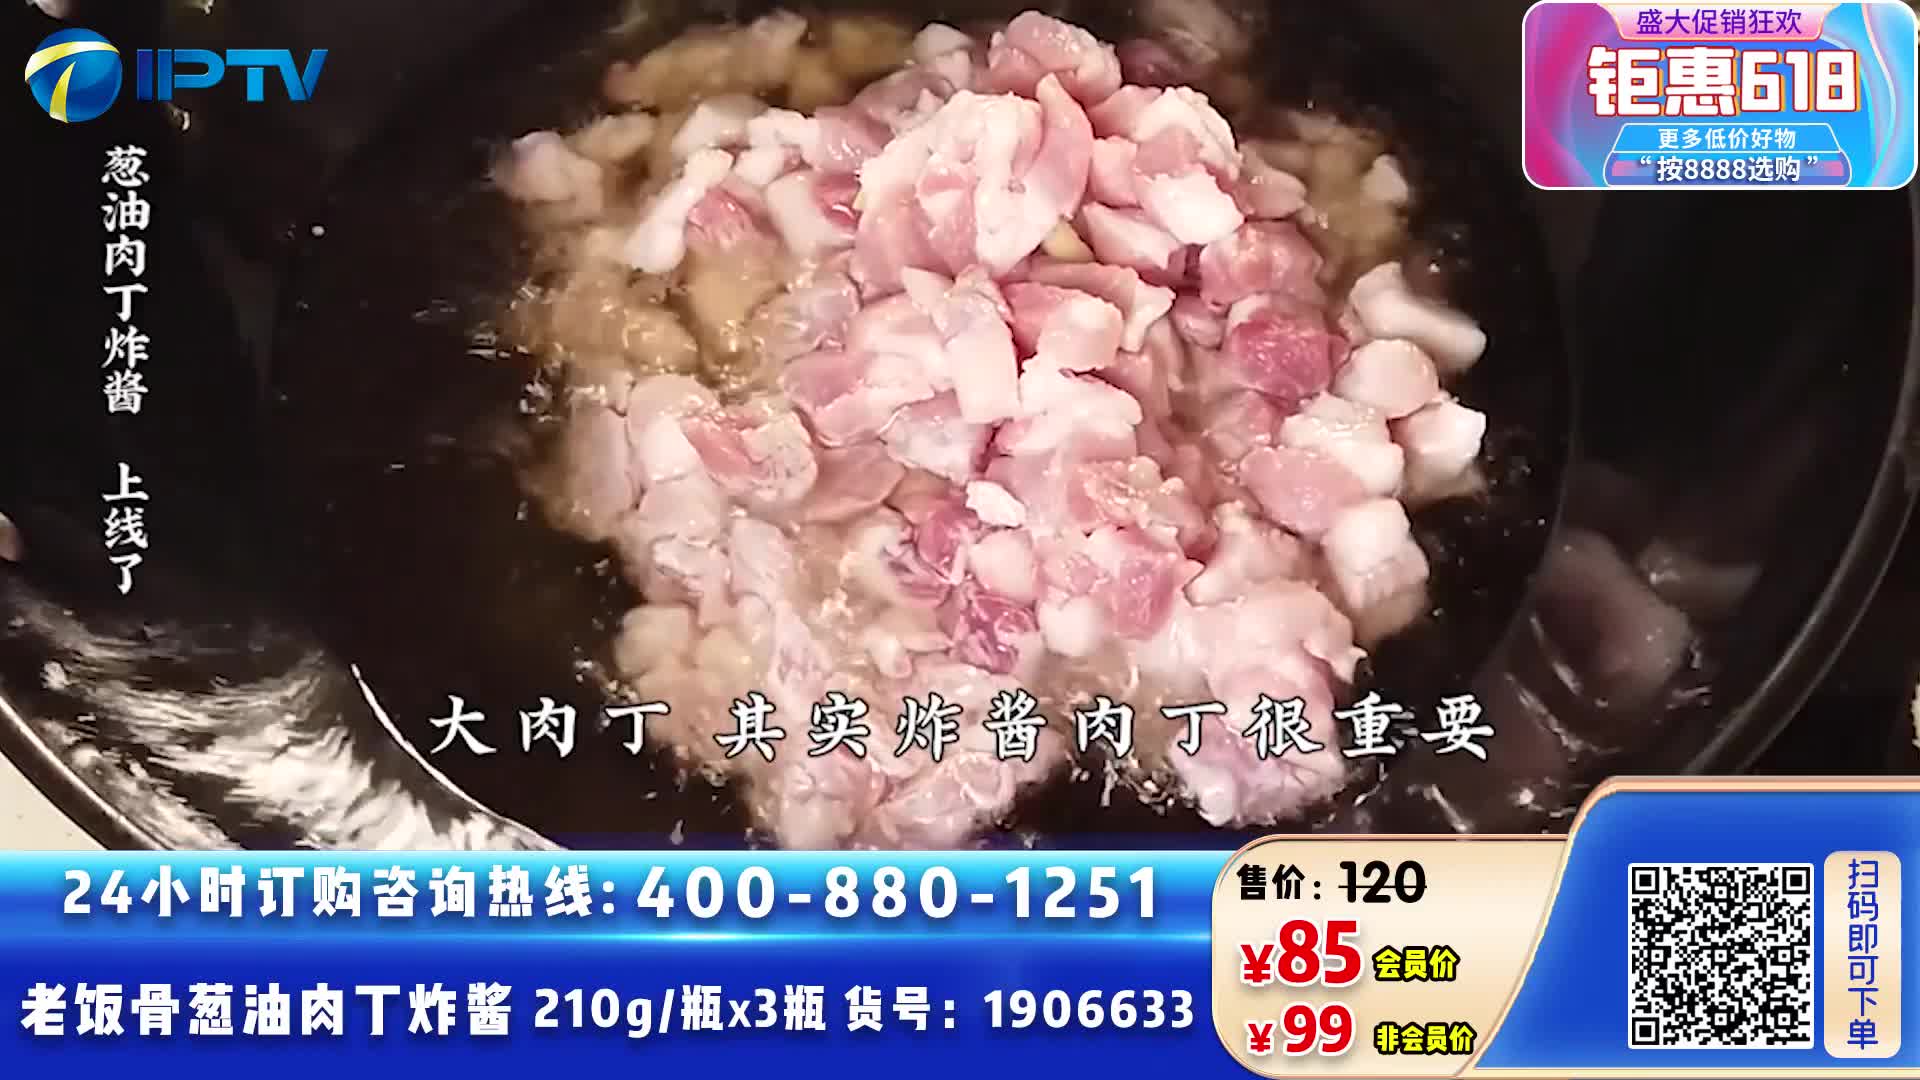 IPTV
盛大促销狂欢
钜惠618
更多低价好物
“按8888选购”
葱油肉丁炸酱 上线了
大肉丁 其实炸酱肉丁很重要
24小时订购咨询热线:400-880-1251
老饭骨葱油肉丁炸酱 210g/瓶x3瓶 货号：1906633
售价：120
¥85 会员价
¥99 非会员价
扫码即可下单